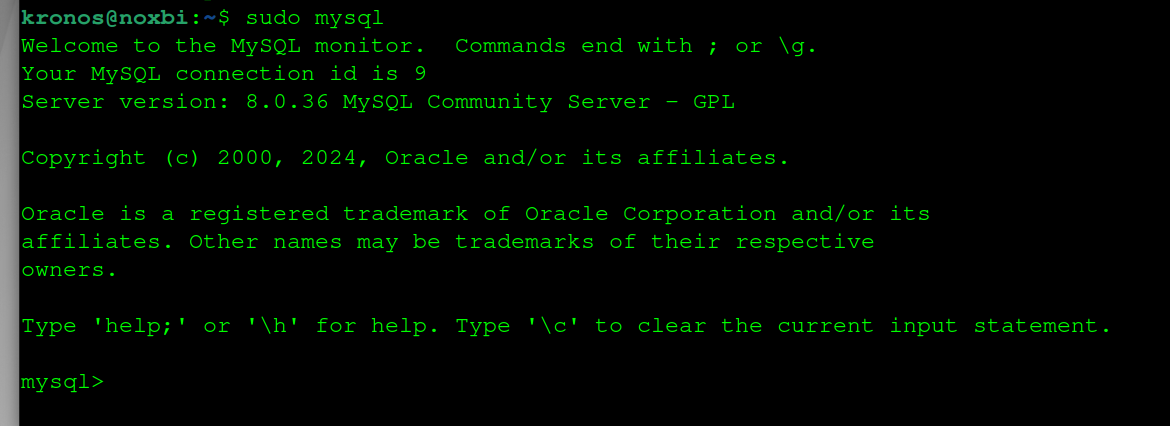 kronos@noxbi:~$ sudo mysql
Welcome to the MySQL monitor.  Commands end with ; or \g.
Your MySQL connection id is 9
Server version: 8.0.36 MySQL Community Server - GPL
Copyright (c) 2000, 2024, Oracle and/or its affiliates.
Oracle is a registered trademark of Oracle Corporation and/or its
affiliates. Other names may be trademarks of their respective
owners.
Type 'help;' or '\h' for help. Type '\c' to clear the current input statement.
mysql>